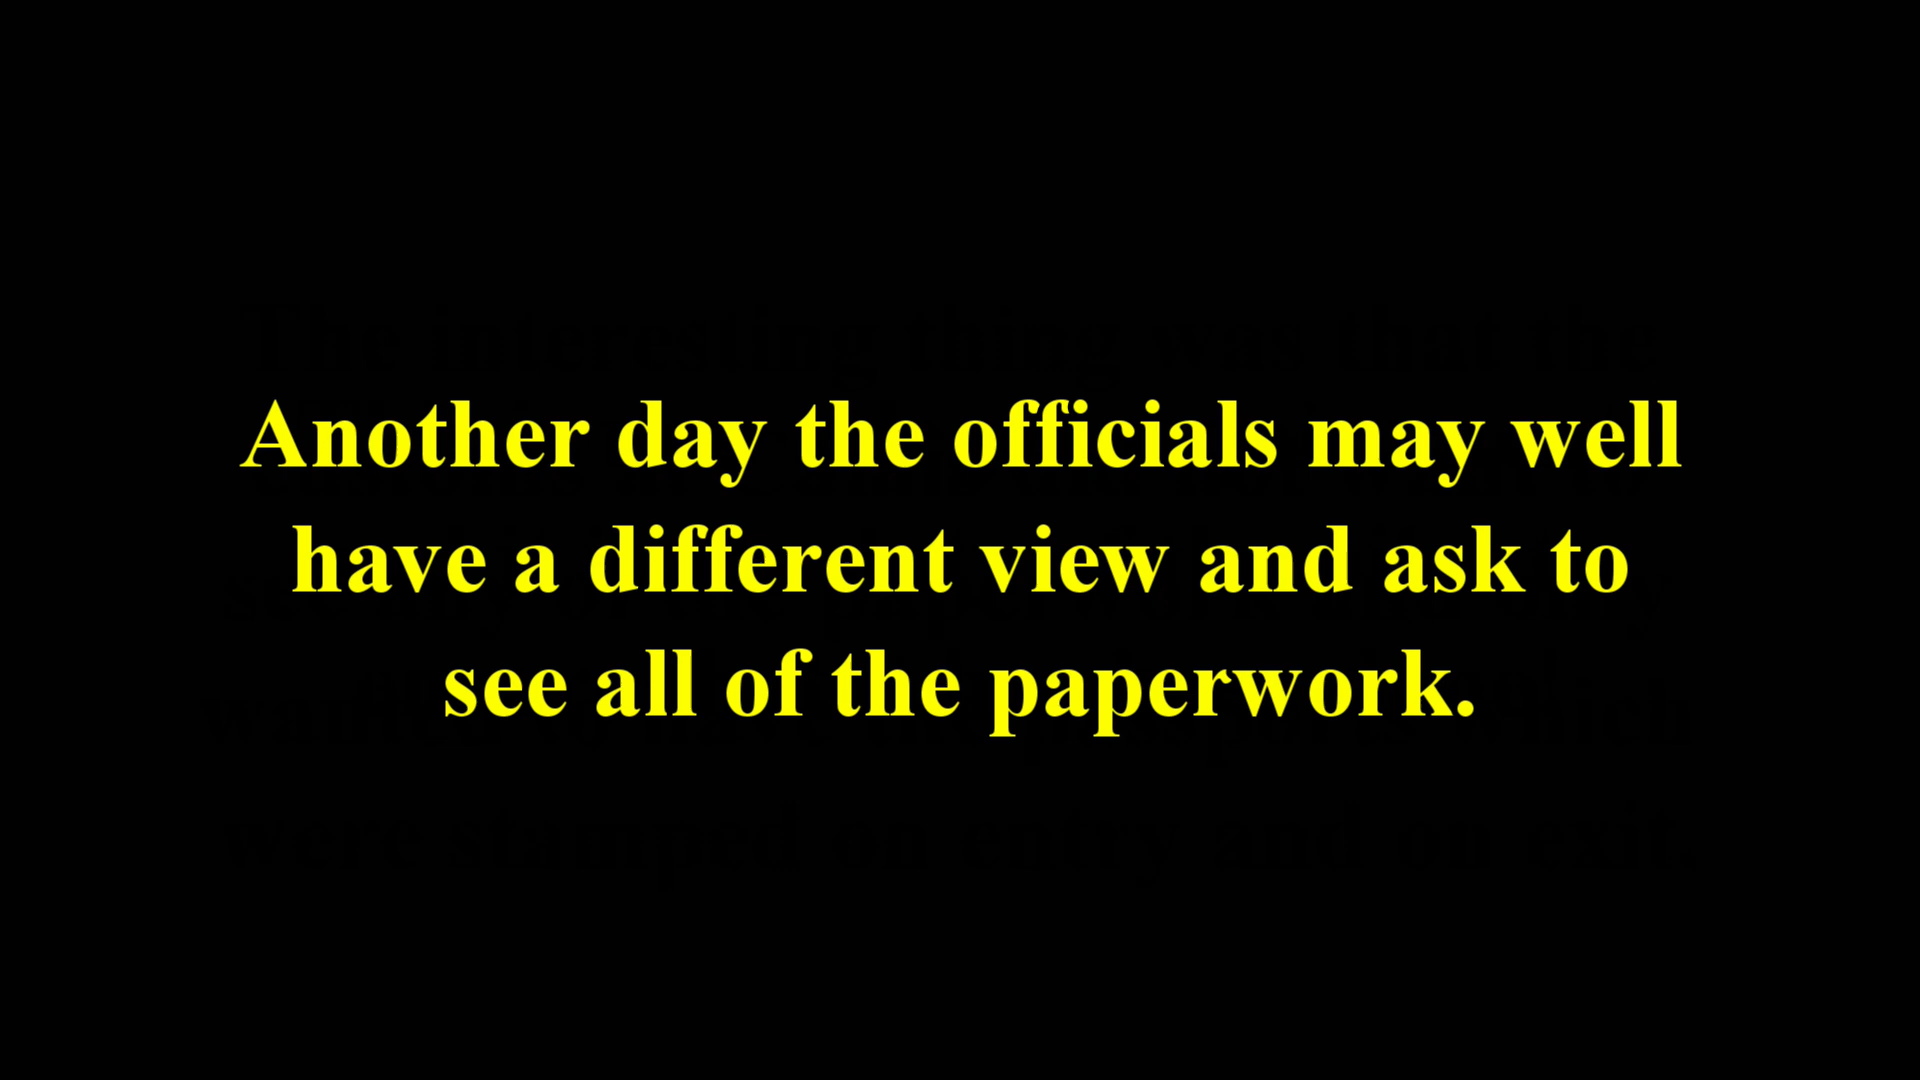 Another day the officials may well
have a different view and ask to
see all of the paperwork.